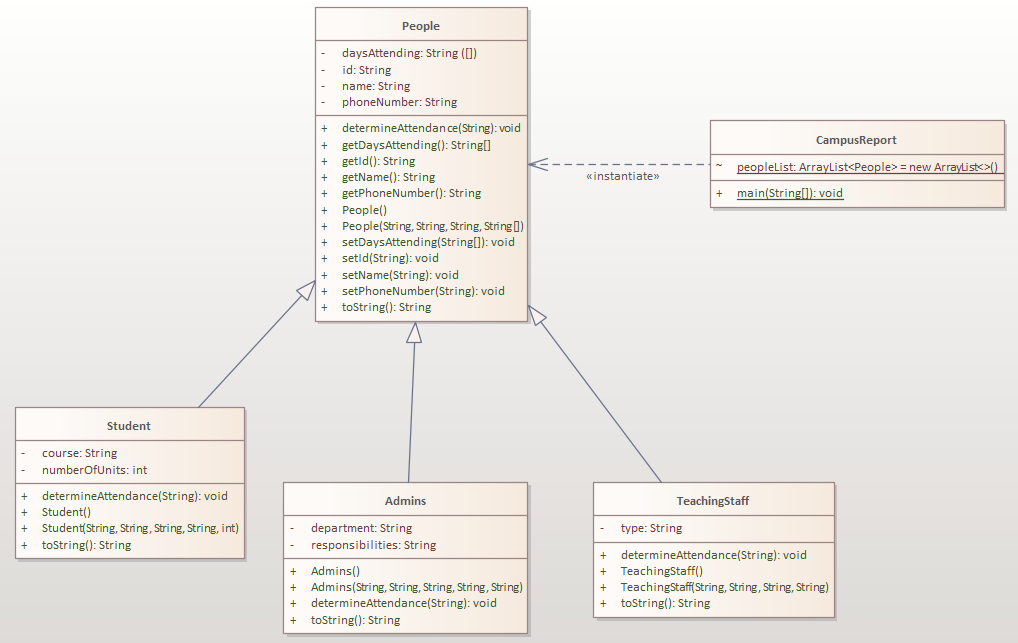 People
- daysAttending: String ([])
- id: String
- name: String
- phoneNumber: String
+ determineAttendance(String): void
+ getDaysAttending(): String[]
+ getId(): String
+ getName(): String
+ getPhoneNumber(): String
+ People()
+ People(String, String, String, String[])
+ setDaysAttending(String[]): void
+ setId(String): void
+ setName(String): void
+ setPhoneNumber(String): void
+ toString(): String
CampusReport
~ peopleList: ArrayList<People> = new ArrayList<>()
+ main(String[]): void
«instantiate»
Student
- course: String
- numberOfUnits: int
+ determineAttendance(String): void
+ Student()
+ Student(String, String, String, String, int)
+ toString(): String
Admins
- department: String
- responsibilities: String
+ Admins()
+ Admins(String, String, String, String, String)
+ determineAttendance(String): void
+ toString(): String
TeachingStaff
- type: String
+ determineAttendance(String): void
+ TeachingStaff()
+ TeachingStaff(String, String, String, String)
+ toString(): String